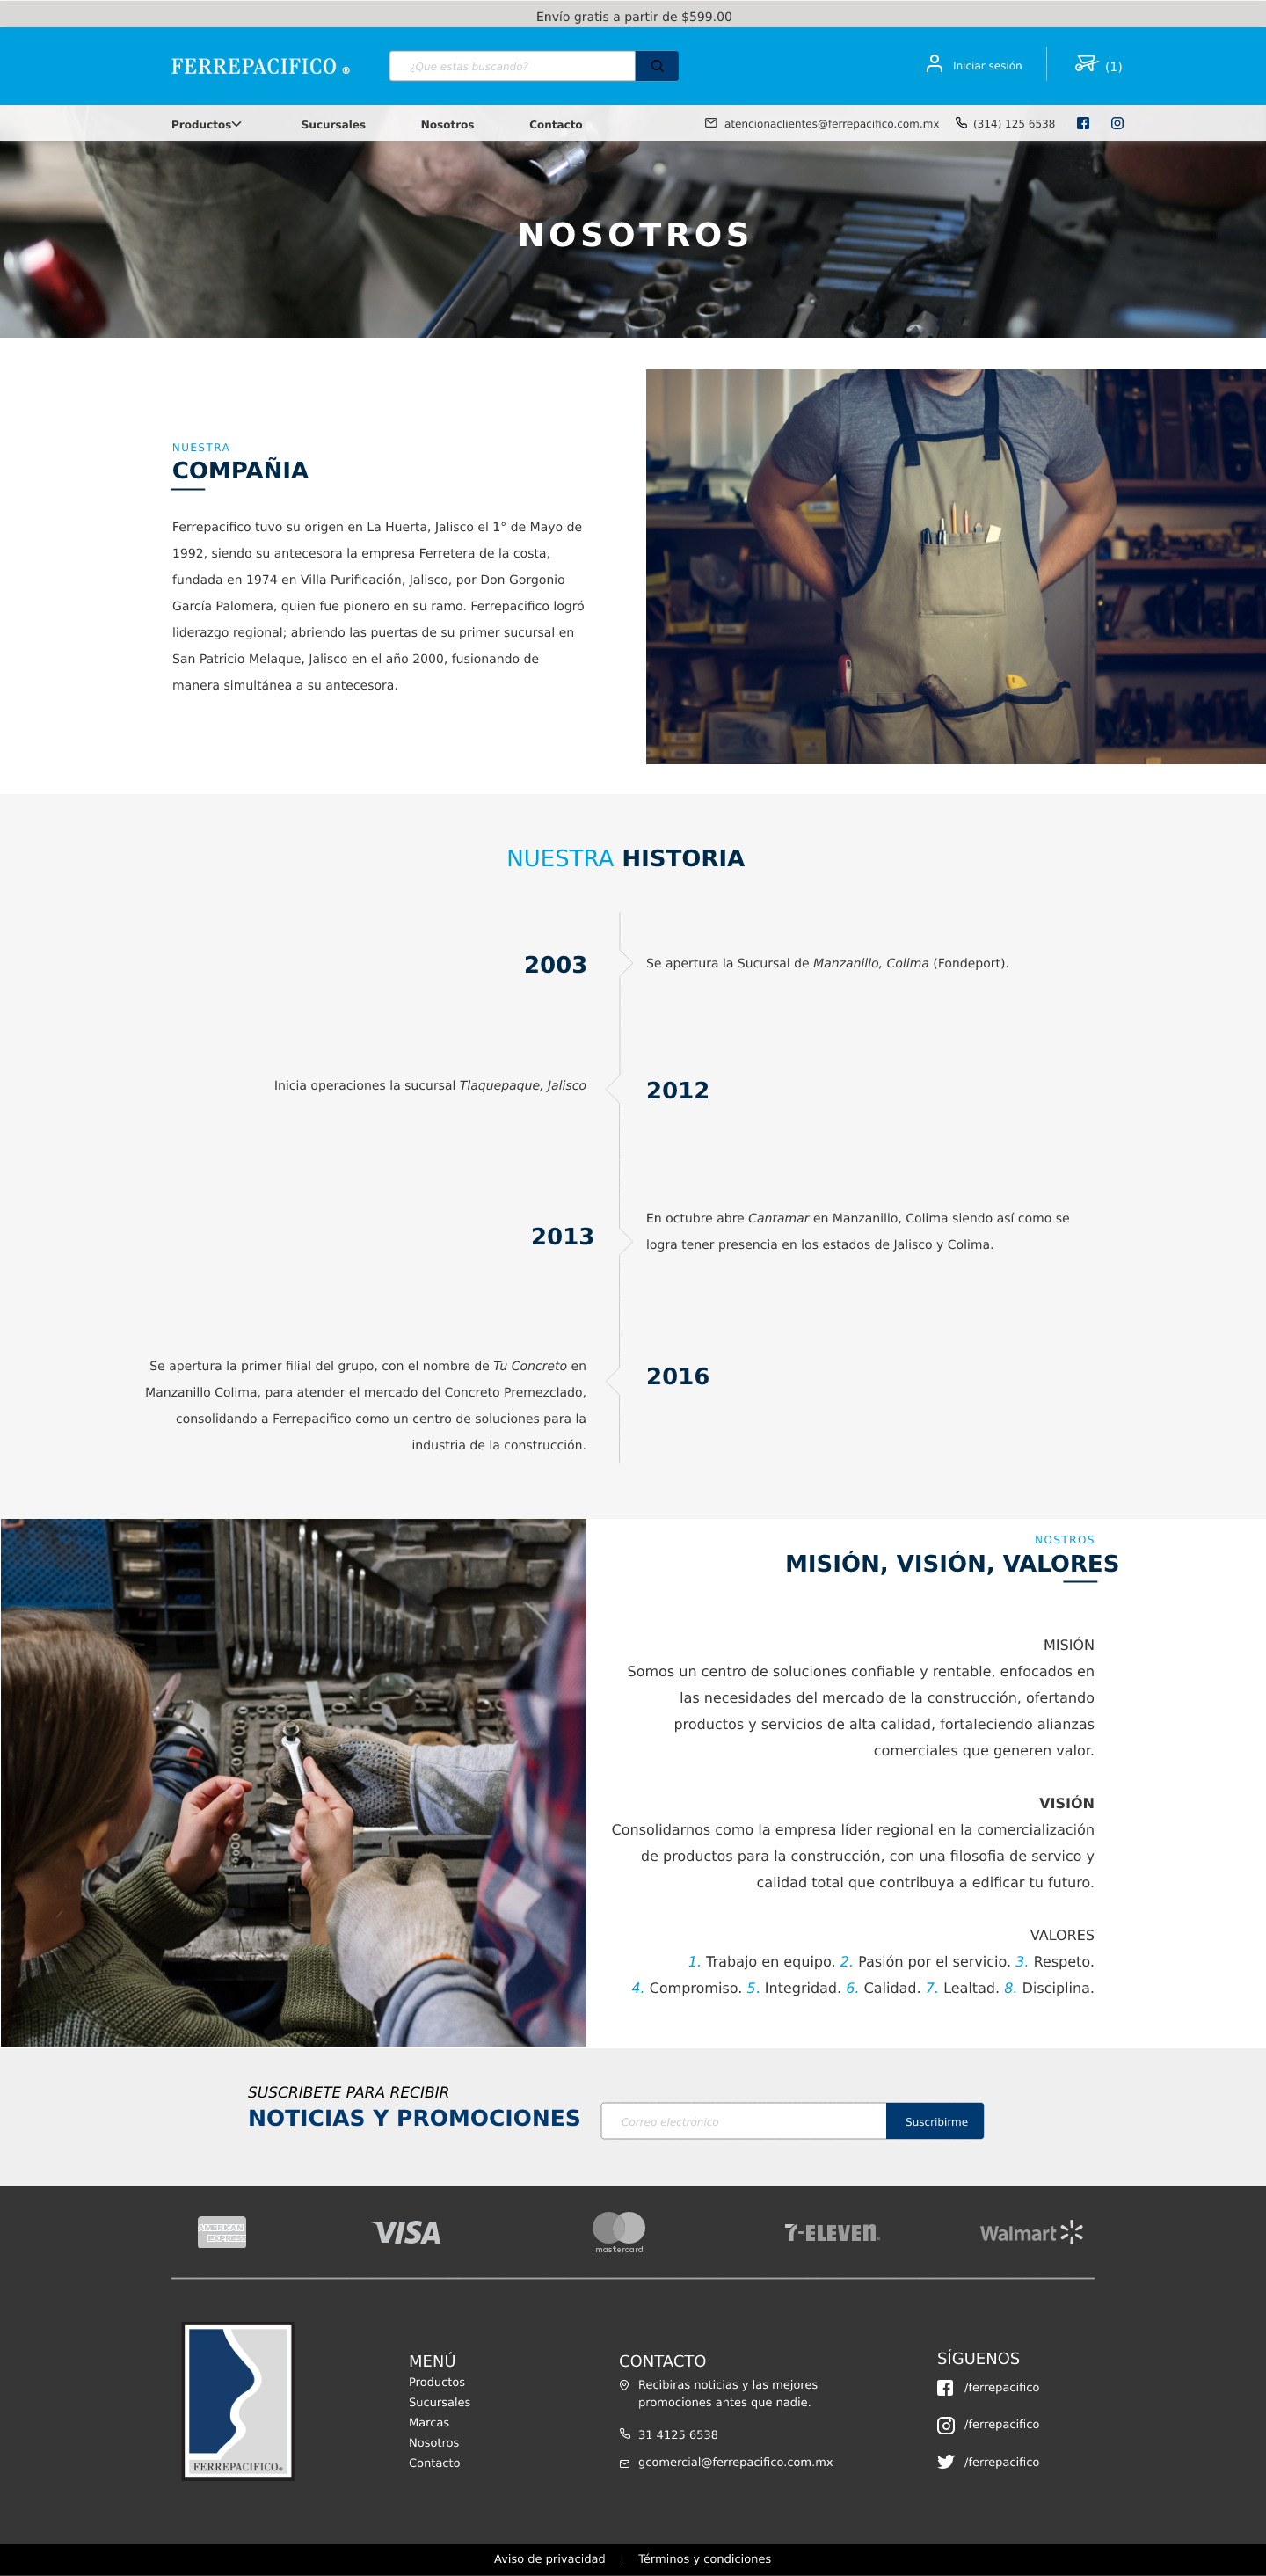 Envío gratis a partir de $599.00
FERREPACIFICO ®
¿Que estas buscando?
Iniciar sesión
(1)
Productos
Sucursales
Nosotros
Contacto
atencionaclientes@ferrepacifico.com.mx
(314) 125 6538
NOSOTROS
NUESTRA
COMPAÑIA
Ferrepacifico tuvo su origen en La Huerta, Jalisco el 1° de Mayo de
1992, siendo su antecesora la empresa Ferretera de la costa,
fundada en 1974 en Villa Purificación, Jalisco, por Don Gorgonio
García Palomera, quien fue pionero en su ramo. Ferrepacifico logró
liderazgo regional; abriendo las puertas de su primer sucursal en
San Patricio Melaque, Jalisco en el año 2000, fusionando de
manera simultánea a su antecesora.
NUESTRA HISTORIA
2003
Se apertura la Sucursal de Manzanillo, Colima (Fondeport).
Inicia operaciones la sucursal Tlaquepaque, Jalisco
2012
2013
En octubre abre Cantamar en Manzanillo, Colima siendo así como se
logra tener presencia en los estados de Jalisco y Colima.
Se apertura la primer filial del grupo, con el nombre de Tu Concreto en
Manzanillo Colima, para atender el mercado del Concreto Premezclado,
consolidando a Ferrepacifico como un centro de soluciones para la
industria de la construcción.
2016
NOSTROS
MISIÓN, VISIÓN, VALORES
MISIÓN
Somos un centro de soluciones confiable y rentable, enfocados en
las necesidades del mercado de la construcción, ofertando
productos y servicios de alta calidad, fortaleciendo alianzas
comerciales que generen valor.
VISIÓN
Consolidarnos como la empresa líder regional en la comercialización
de productos para la construcción, con una filosofia de servico y
calidad total que contribuya a edificar tu futuro.
VALORES
1. Trabajo en equipo. 2. Pasión por el servicio. 3. Respeto.
4. Compromiso. 5. Integridad. 6. Calidad. 7. Lealtad. 8. Disciplina.
SUSCRIBETE PARA RECIBIR
NOTICIAS Y PROMOCIONES
Correo electrónico
Suscribirme
AMERICAN
EXPRESS
VISA
mastercard.
7-ELEVEN.
Walmart
FERREPACIFICO®
MENÚ
Productos
Sucursales
Marcas
Nosotros
Contacto
CONTACTO
Recibiras noticias y las mejores
promociones antes que nadie.
31 4125 6538
gcomercial@ferrepacifico.com.mx
SÍGUENOS
/ferrepacifico
/ferrepacifico
/ferrepacifico
Aviso de privacidad | Términos y condiciones